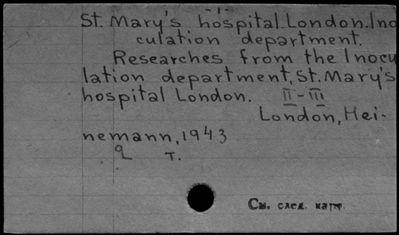 -1-
St. Mary's hospital. London. Ino
culation department.
Researches from the Inocu
lation department, St. Mary's
hospital London. II-III
London, Hei-
nemann, 1943
q T.
См. след. карт.